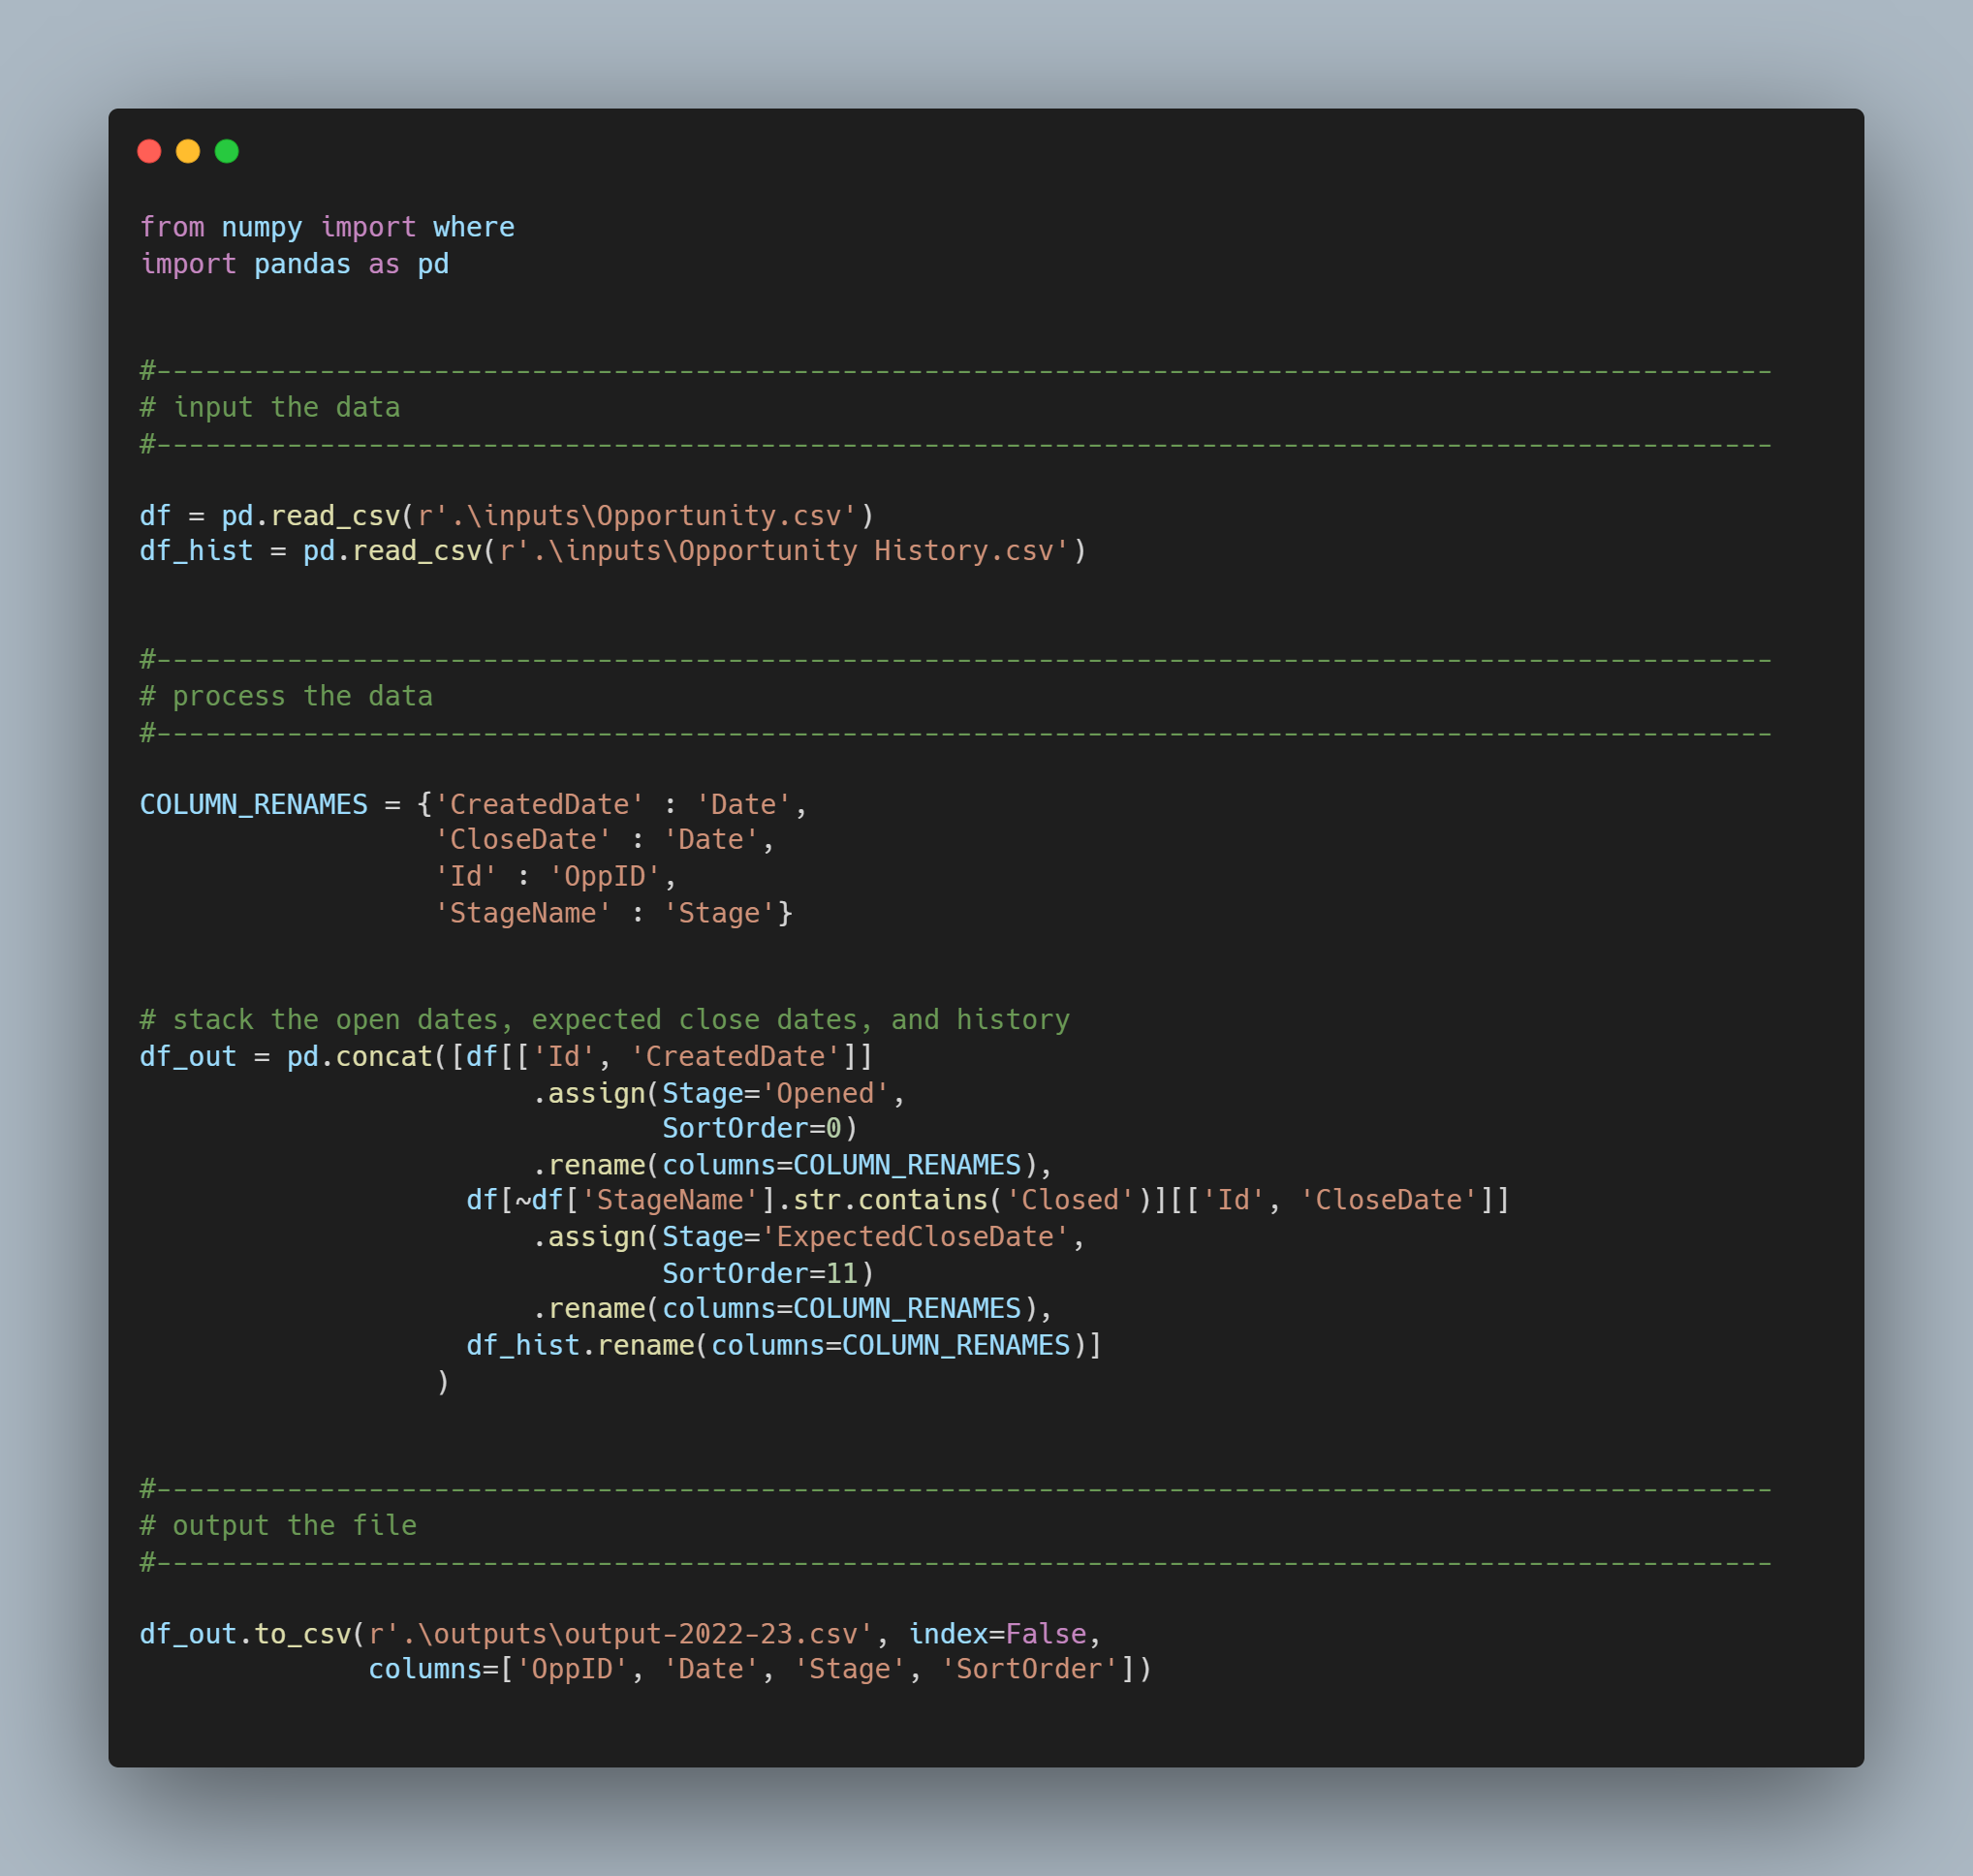 from numpy import where
import pandas as pd
#---------------------------------------------------------------------------------------------------
# input the data
#---------------------------------------------------------------------------------------------------
df = pd.read_csv(r'.\inputs\Opportunity.csv')
df_hist = pd.read_csv(r'.\inputs\Opportunity History.csv')
#---------------------------------------------------------------------------------------------------
# process the data
#---------------------------------------------------------------------------------------------------
COLUMN_RENAMES = {'CreatedDate' : 'Date',
                  'CloseDate' : 'Date',
                  'Id' : 'OppID',
                  'StageName' : 'Stage'}
# stack the open dates, expected close dates, and history
df_out = pd.concat([df[['Id', 'CreatedDate']]
                        .assign(Stage='Opened',
                                SortOrder=0)
                        .rename(columns=COLUMN_RENAMES),
                    df[~df['StageName'].str.contains('Closed')][['Id', 'CloseDate']]
                        .assign(Stage='ExpectedCloseDate',
                                SortOrder=11)
                        .rename(columns=COLUMN_RENAMES),
                    df_hist.rename(columns=COLUMN_RENAMES)]
                  )
#---------------------------------------------------------------------------------------------------
# output the file
#---------------------------------------------------------------------------------------------------
df_out.to_csv(r'.\outputs\output-2022-23.csv', index=False,
              columns=['OppID', 'Date', 'Stage', 'SortOrder'])